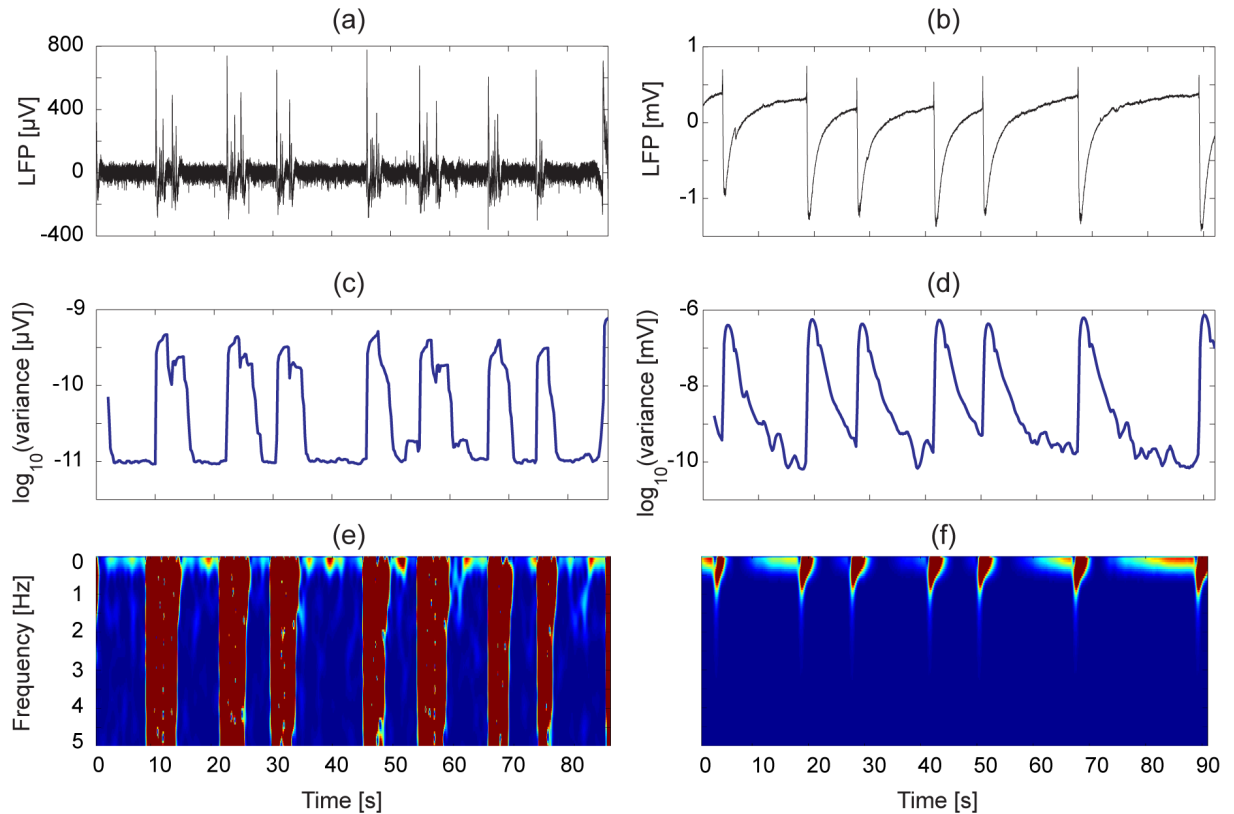 (a)
(b)
LFP [µV]
800
400
0
-400
LFP [mV]
1
0
-1
(c)
(d)
log10(variance [µV])
-9
-10
-11
log10(variance [mV])
-6
-8
-10
(e)
(f)
Frequency [Hz]
0
1
2
3
4
5
0 10 20 30 40 50 60 70 80
Time [s]
0 10 20 30 40 50 60 70 80 90
Time [s]